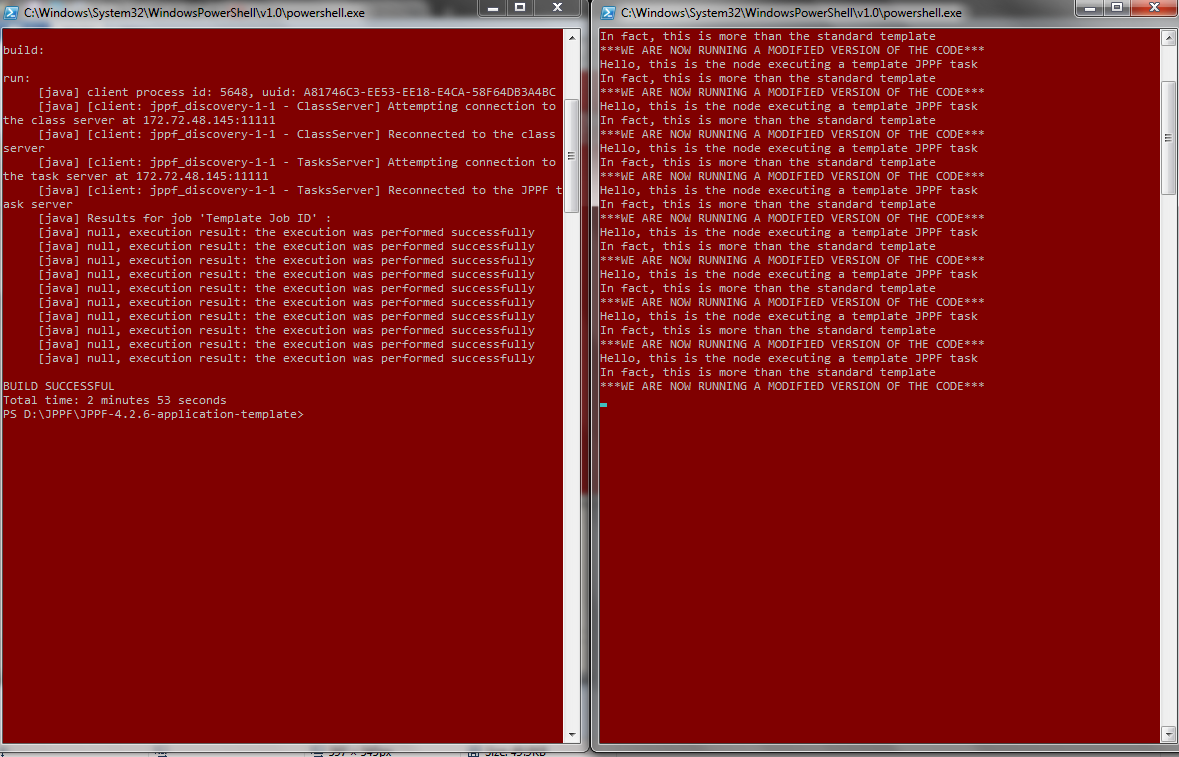 C:\Windows\System32\WindowsPowerShell\v1.0\powershell.exe
build:
run:
[java] client process id: 5648, uuid: A81746C3-EE53-EE18-E4CA-58F64DB3A4BC
[java] [client: jppf_discovery-1-1 - ClassServer] Attempting connection to
the class server at 172.72.48.145:11111
[java] [client: jppf_discovery-1-1 - ClassServer] Reconnected to the class
server
[java] [client: jppf_discovery-1-1 - TasksServer] Attempting connection to
the task server at 172.72.48.145:11111
[java] [client: jppf_discovery-1-1 - TasksServer] Reconnected to the JPPF t
ask server
[java] Results for job 'Template Job ID' :
[java] null, execution result: the execution was performed successfully
[java] null, execution result: the execution was performed successfully
[java] null, execution result: the execution was performed successfully
[java] null, execution result: the execution was performed successfully
[java] null, execution result: the execution was performed successfully
[java] null, execution result: the execution was performed successfully
[java] null, execution result: the execution was performed successfully
[java] null, execution result: the execution was performed successfully
[java] null, execution result: the execution was performed successfully
[java] null, execution result: the execution was performed successfully
BUILD SUCCESSFUL
Total time: 2 minutes 53 seconds
PS D:\JPPF\JPPF-4.2.6-application-template>
C:\Windows\System32\WindowsPowerShell\v1.0\powershell.exe
In fact, this is more than the standard template
***WE ARE NOW RUNNING A MODIFIED VERSION OF THE CODE***
Hello, this is the node executing a template JPPF task
In fact, this is more than the standard template
***WE ARE NOW RUNNING A MODIFIED VERSION OF THE CODE***
Hello, this is the node executing a template JPPF task
In fact, this is more than the standard template
***WE ARE NOW RUNNING A MODIFIED VERSION OF THE CODE***
Hello, this is the node executing a template JPPF task
In fact, this is more than the standard template
***WE ARE NOW RUNNING A MODIFIED VERSION OF THE CODE***
Hello, this is the node executing a template JPPF task
In fact, this is more than the standard template
***WE ARE NOW RUNNING A MODIFIED VERSION OF THE CODE***
Hello, this is the node executing a template JPPF task
In fact, this is more than the standard template
***WE ARE NOW RUNNING A MODIFIED VERSION OF THE CODE***
Hello, this is the node executing a template JPPF task
In fact, this is more than the standard template
***WE ARE NOW RUNNING A MODIFIED VERSION OF THE CODE***
Hello, this is the node executing a template JPPF task
In fact, this is more than the standard template
***WE ARE NOW RUNNING A MODIFIED VERSION OF THE CODE***
Hello, this is the node executing a template JPPF task
In fact, this is more than the standard template
***WE ARE NOW RUNNING A MODIFIED VERSION OF THE CODE***